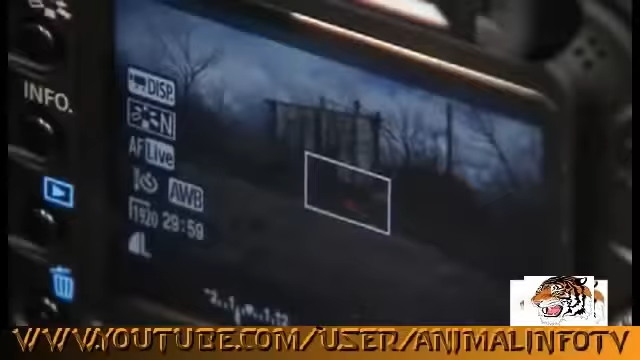 INFO.
DISP.
N
AF Live
AWB
1920 29:59
L
WWW.YOUTUBE.COM/USER/ANIMALINFOTV